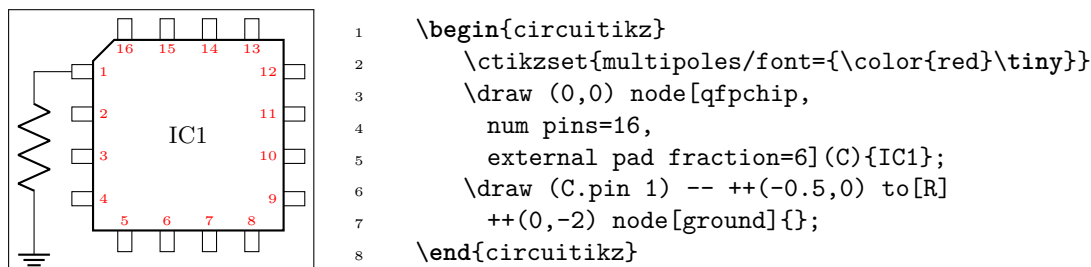 16 15 14 13
1 12
2 11
IC1
3 10
4 9
5 6 7 8
1 \begin{circuitikz}
2 \ctikzset{multipoles/font={\color{red}\tiny}}
3 \draw (0,0) node[qfpchip,
4 num pins=16,
5 external pad fraction=6](C){IC1};
6 \draw (C.pin 1) -- ++(-0.5,0) to[R]
7 ++(0,-2) node[ground]{};
8 \end{circuitikz}